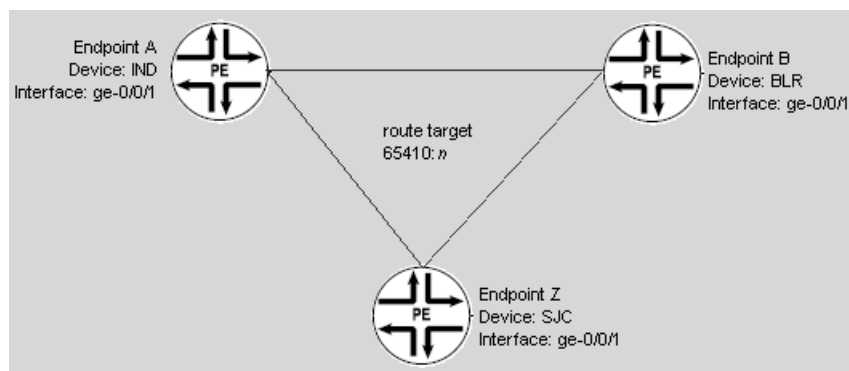 Endpoint A
Device: IND
Interface: ge-0/0/1
PE
PE
Endpoint B
Device: BLR
Interface: ge-0/0/1
route target
65410: n
PE
Endpoint Z
Device: SJC
Interface: ge-0/0/1